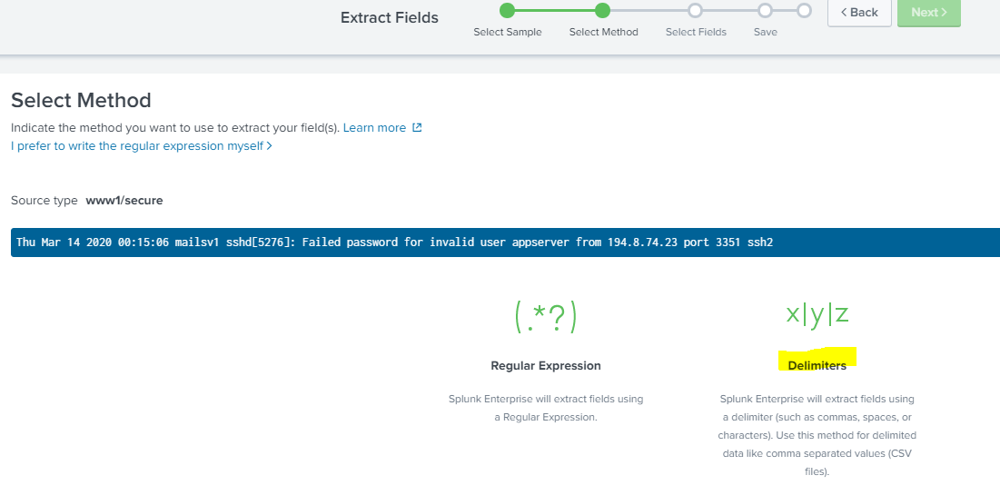 Extract Fields
Select Sample
Select Method
Select Fields
Save
< Back
Next >
Select Method
Indicate the method you want to use to extract your field(s). Learn more
I prefer to write the regular expression myself >
Source type www1/secure
Thu Mar 14 2020 00:15:06 mailsv1 sshd[5276]: Failed password for invalid user appserver from 194.8.74.23 port 3351 ssh2
(.*?)
Regular Expression
Splunk Enterprise will extract fields using
a Regular Expression.
x|y|z
Delimiters
Splunk Enterprise will extract fields using
a delimiter (such as commas, spaces, or
characters). Use this method for delimited
data like comma separated values (CSV
files).